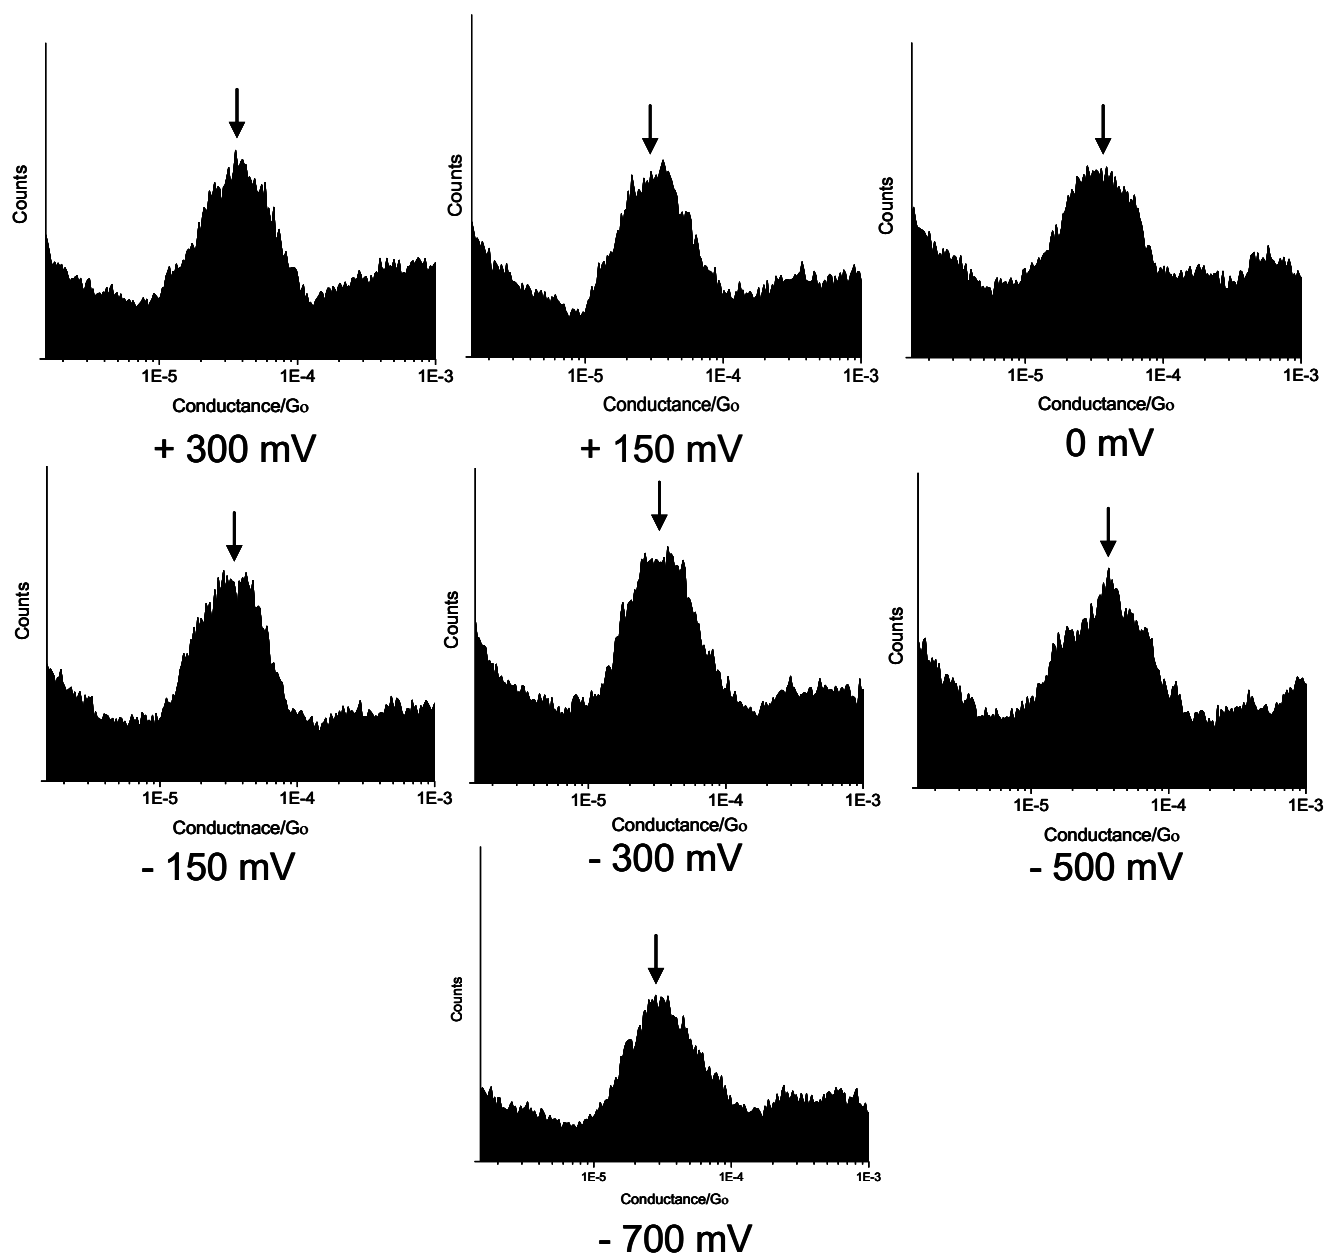 Counts
1E-5 1E-4 1E-3
Conductance/Go
+ 300 mV
Counts
1E-5 1E-4 1E-3
Conductance/Go
+ 150 mV
Counts
1E-5 1E-4 1E-3
Conductance/Go
0 mV
Counts
1E-5 1E-4 1E-3
Conductnace/Go
- 150 mV
Counts
1E-5 1E-4 1E-3
Conductance/Go
- 300 mV
Counts
1E-5 1E-4 1E-3
Conductance/Go
- 500 mV
Counts
1E-5 1E-4 1E-3
Conductance/Go
- 700 mV